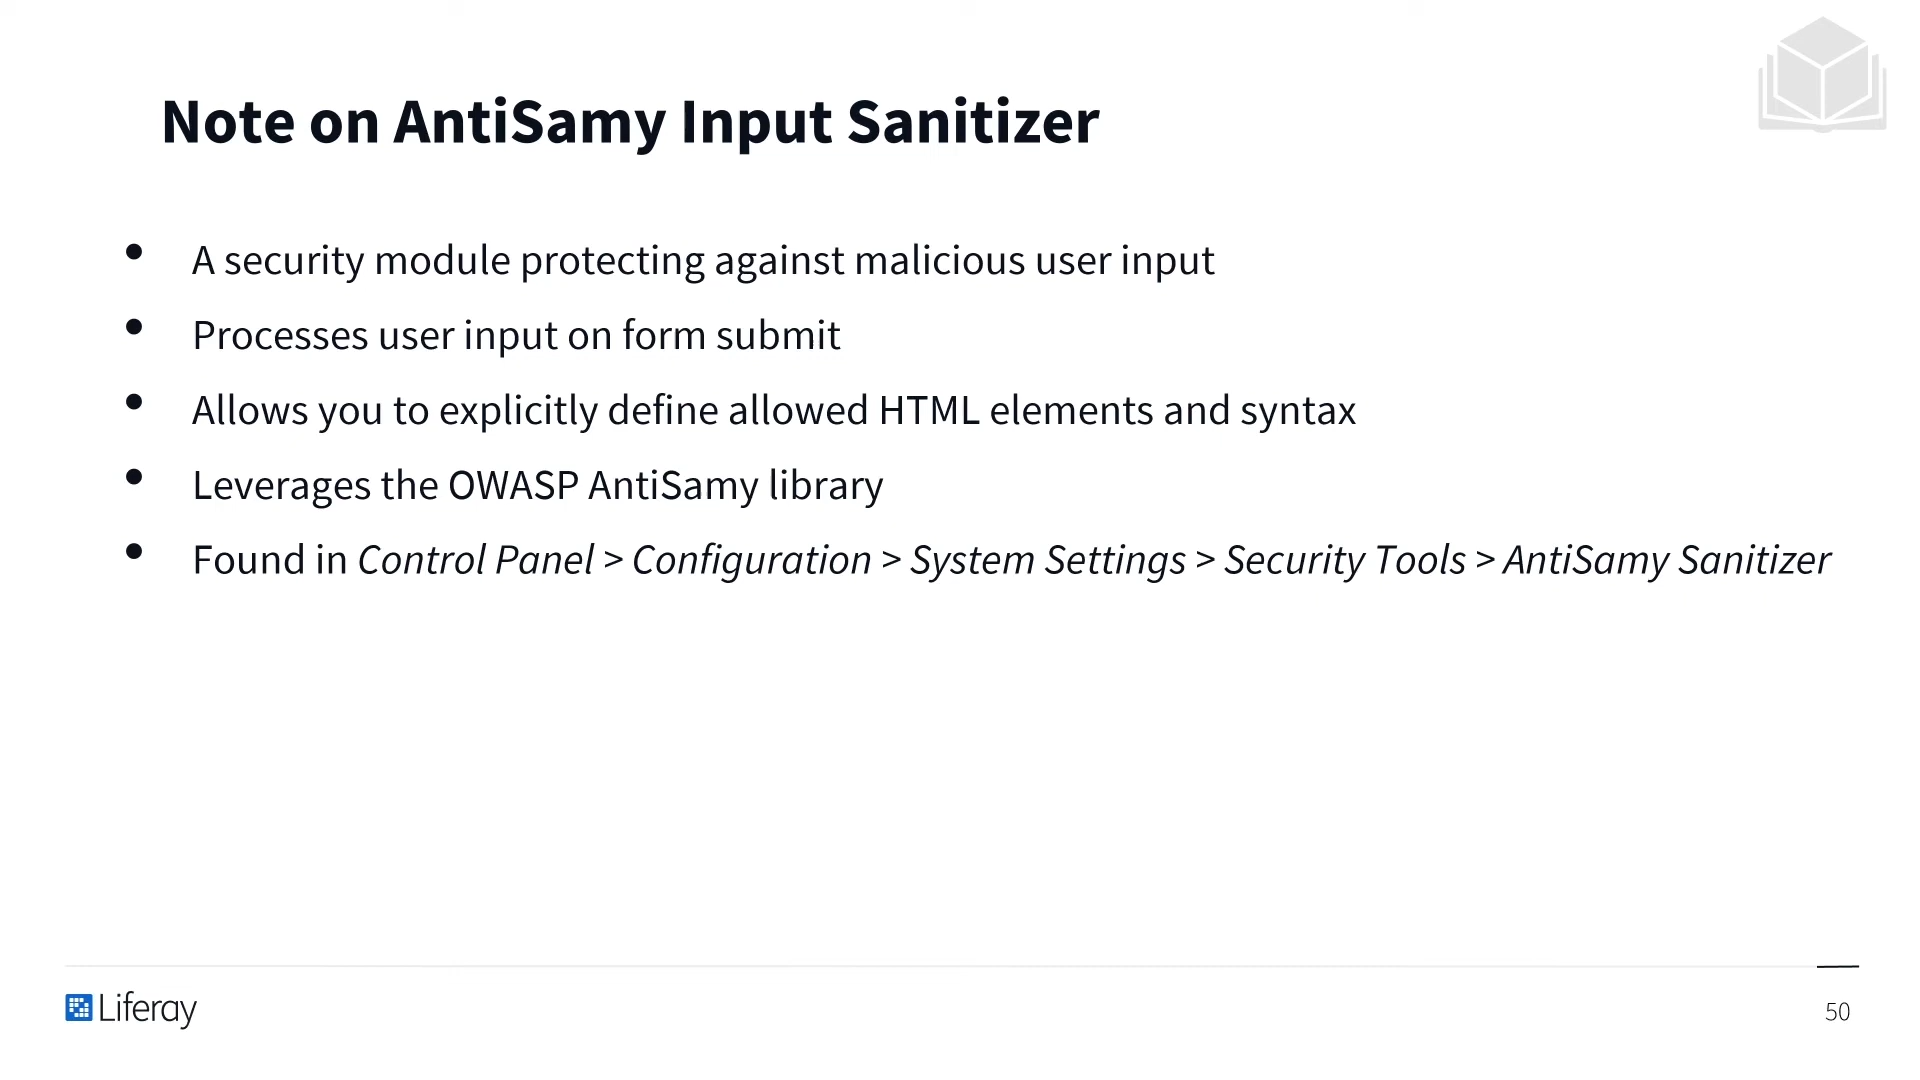 Note on AntiSamy Input Sanitizer
• A security module protecting against malicious user input
• Processes user input on form submit
• Allows you to explicitly define allowed HTML elements and syntax
• Leverages the OWASP AntiSamy library
• Found in Control Panel > Configuration > System Settings > Security Tools > AntiSamy Sanitizer
Liferay
50